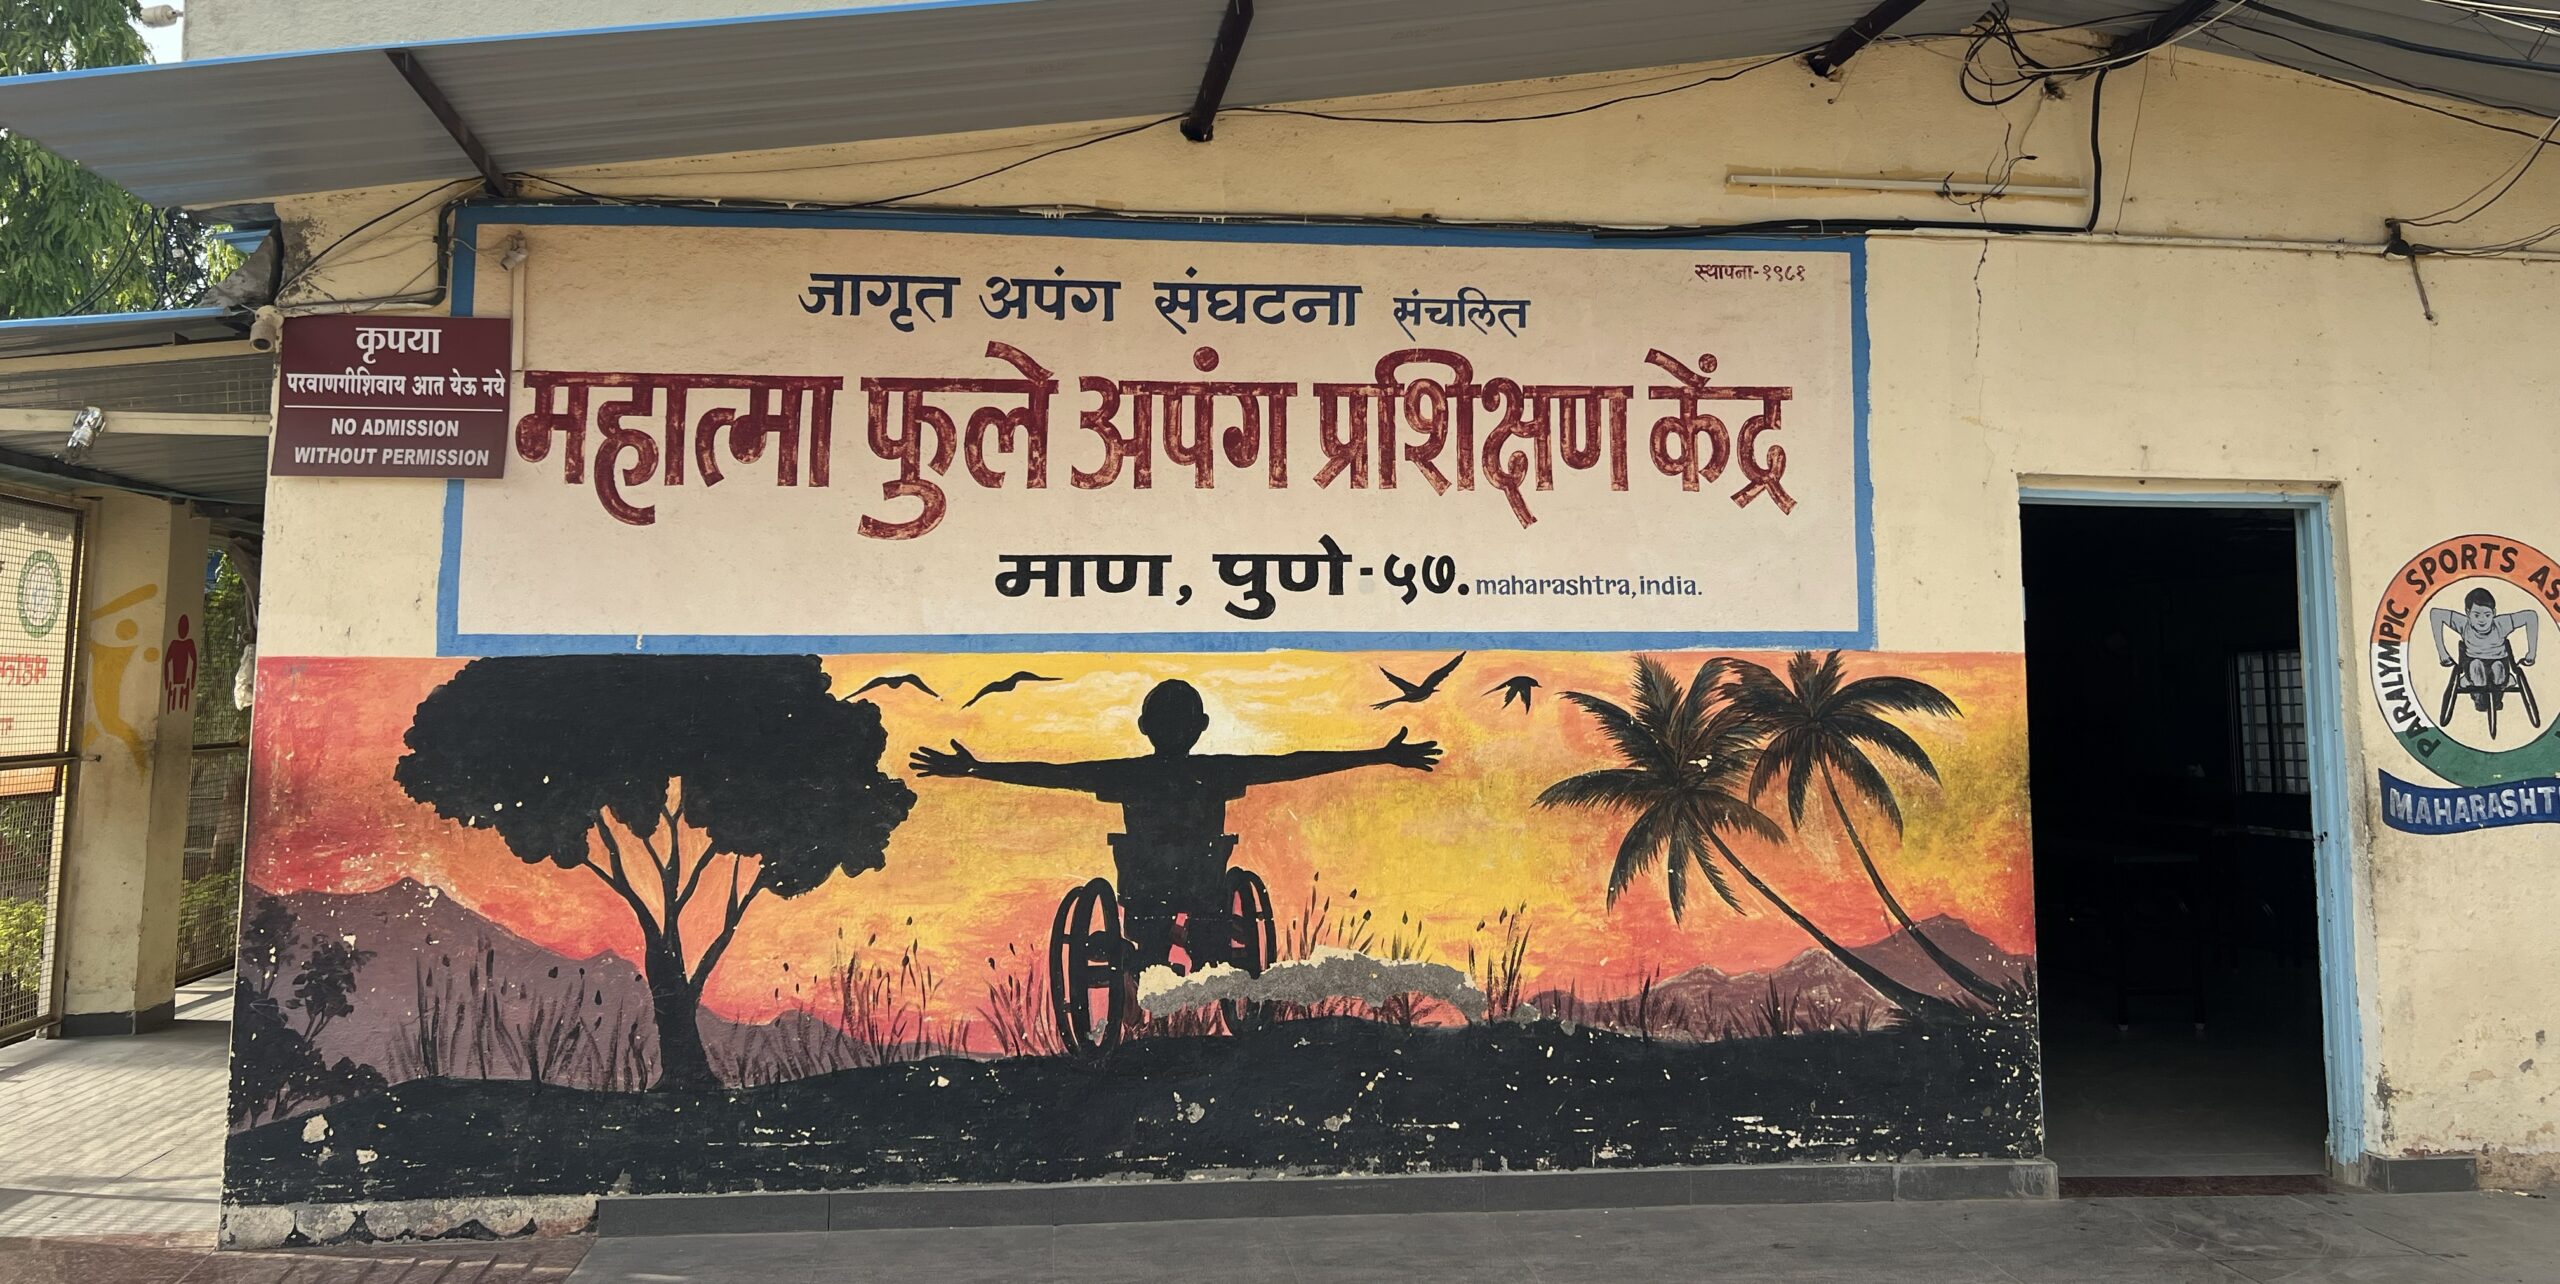 स्थापना-१९८१
जागृत अपंग संघटना संचलित
महात्मा फुले अपंग प्रशिक्षण केंद्र
माण, पुणे-५७. maharashtra, india.
कृपया
परवाणगीशिवाय आत येऊ नये
NO ADMISSION
WITHOUT PERMISSION
PARALYMPIC SPORTS ASS
MAHARASHT